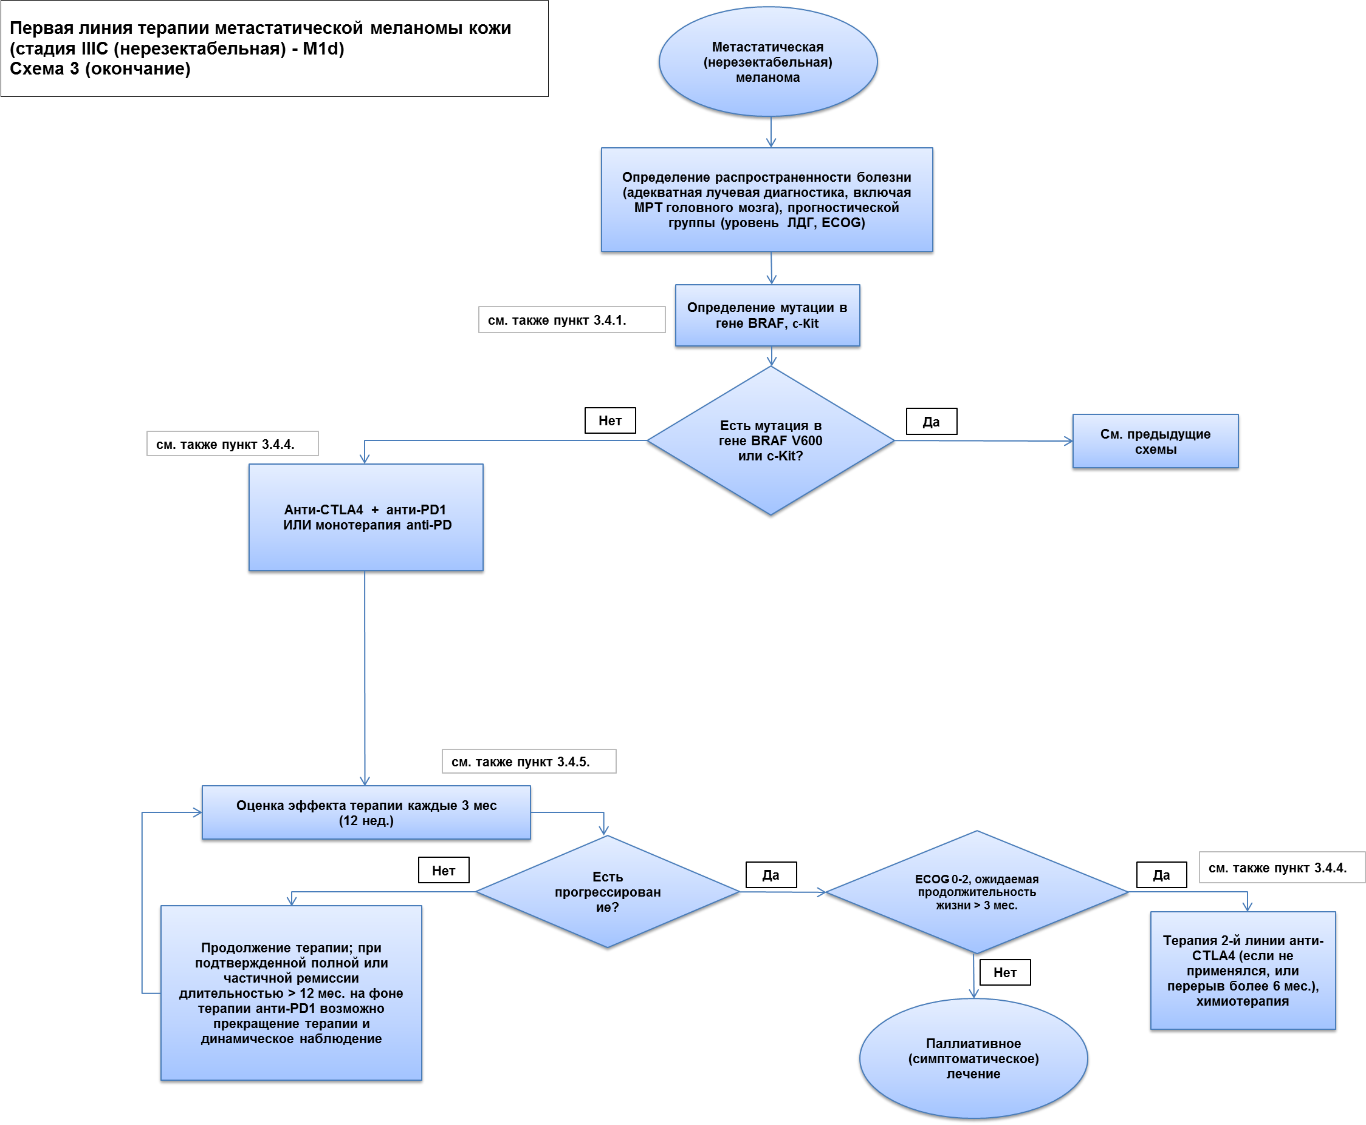 Первая линия терапии метастатической меланомы кожи
(стадия IIIC (нерезектабельная) - M1d)
Схема 3 (окончание)
Метастатическая
(нерезектабельная)
меланома
Определение распространенности болезни
(адекватная лучевая диагностика, включая
МРТ головного мозга), прогностической
группы (уровень ЛДГ, ECOG)
см. также пункт 3.4.1.
Определение мутации в
гене BRAF, c-Kit
Нет
Есть мутация в
гене BRAF V600
или c-Kit?
Да
См. предыдущие
схемы
см. также пункт 3.4.4.
Анти-CTLA4 + анти-PD1
ИЛИ монотерапия anti-PD
см. также пункт 3.4.5.
Оценка эффекта терапии каждые 3 мес
(12 нед.)
Нет
Есть
прогрессирован
ие?
Да
ECOG 0-2, ожидаемая
продолжительность
жизни > 3 мес.
Да
см. также пункт 3.4.4.
Продолжение терапии; при
подтвержденной полной или
частичной ремиссии
длительностью > 12 мес. на фоне
терапии анти-PD1 возможно
прекращение терапии и
динамическое наблюдение
Терапия 2-й линии анти-
CTLA4 (если не
применялся, или
перерыв более 6 мес.),
химиотерапия
Нет
Паллиативное
(симптоматическое)
лечение